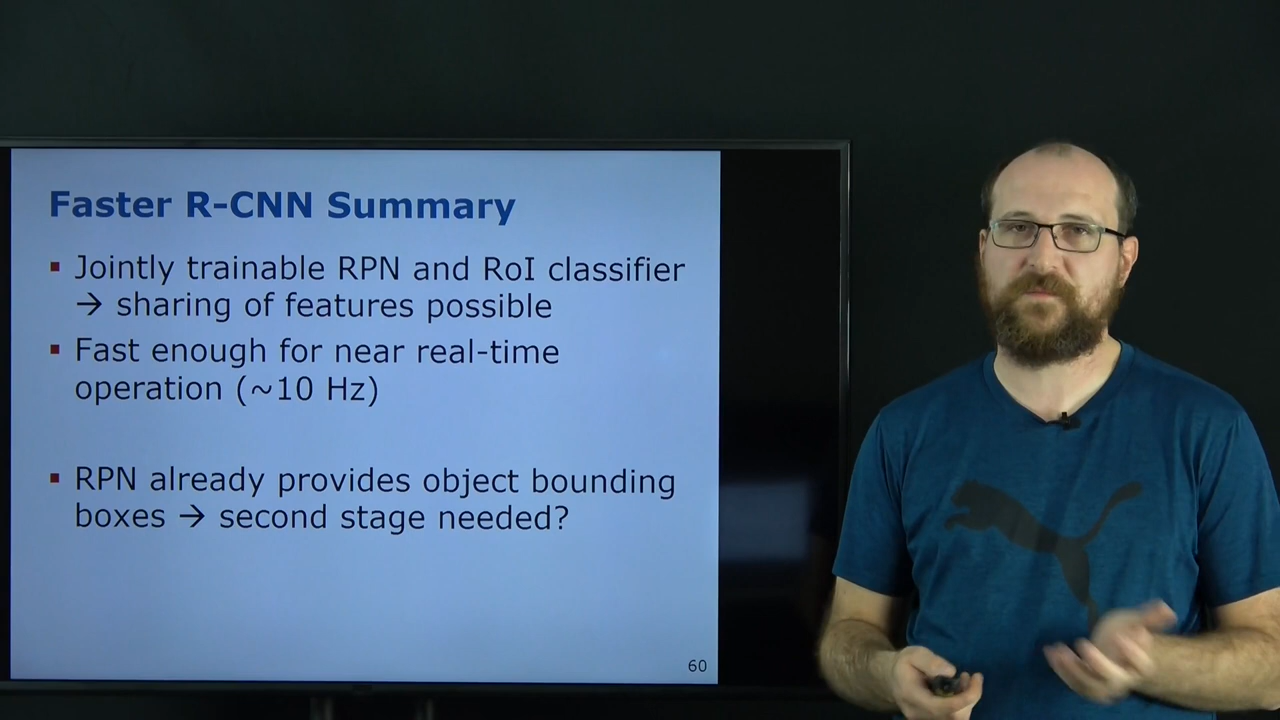 Faster R-CNN Summary
▪ Jointly trainable RPN and RoI classifier
→ sharing of features possible
▪ Fast enough for near real-time
operation (~10 Hz)
▪ RPN already provides object bounding
boxes → second stage needed?
60